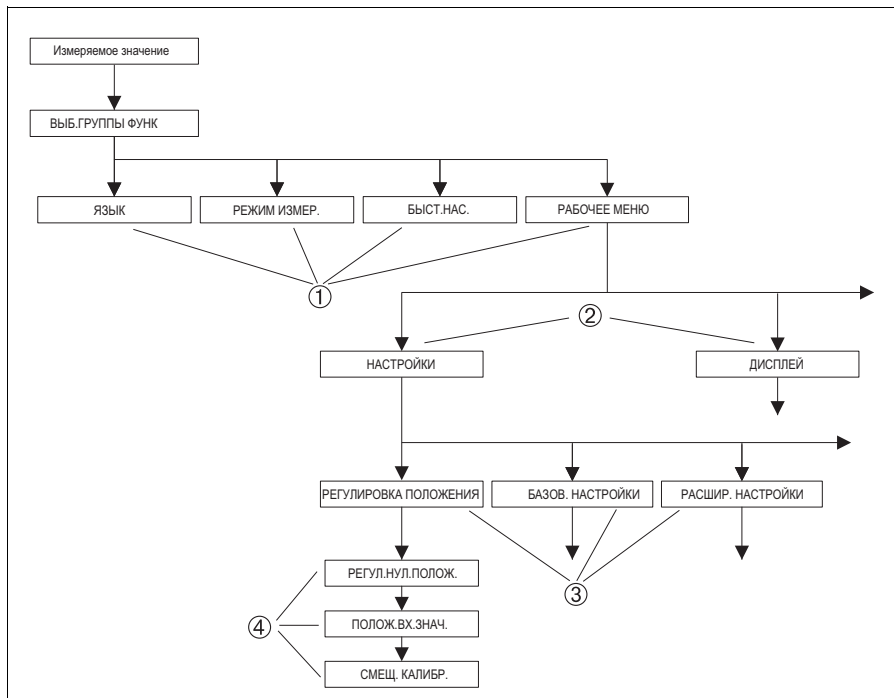 Измеряемое значение
ВЫБ.ГРУППЫ ФУНК
ЯЗЫК
РЕЖИМ ИЗМЕР.
БЫСТ.НАС.
РАБОЧЕЕ МЕНЮ
1
2
НАСТРОЙКИ
ДИСПЛЕЙ
РЕГУЛИРОВКА ПОЛОЖЕНИЯ
БАЗОВ. НАСТРОЙКИ
РАСШИР. НАСТРОЙКИ
РЕГУЛ.НУЛ.ПОЛОЖ.
3
4
ПОЛОЖ.ВХ.ЗНАЧ.
СМЕЩ. КАЛИБР.